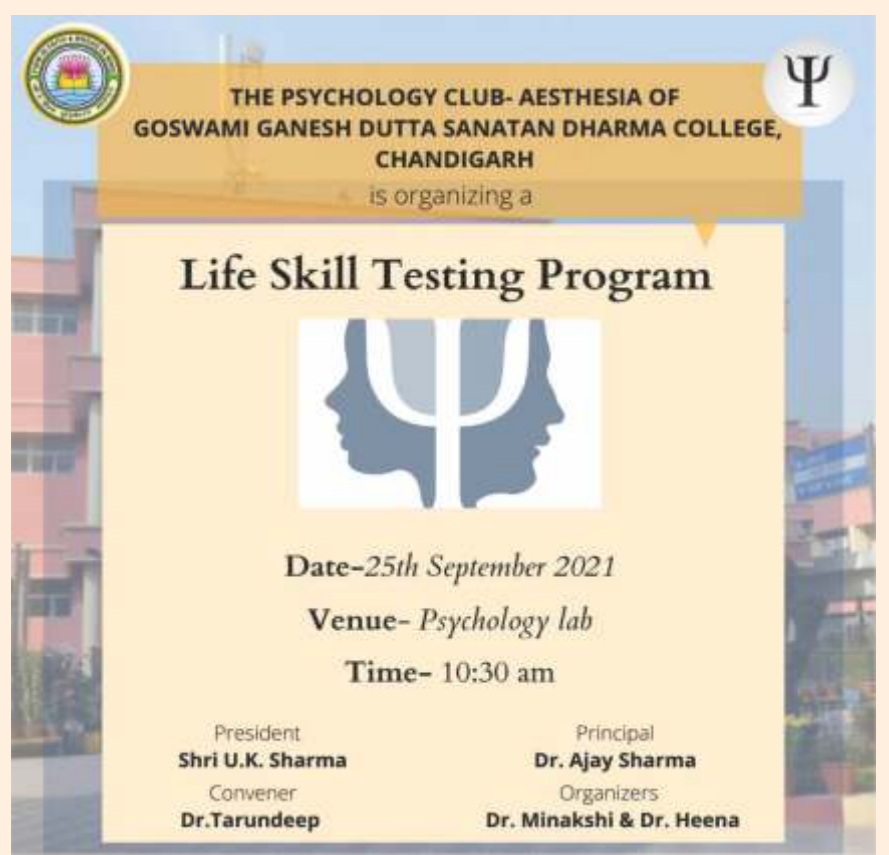 THE PSYCHOLOGY CLUB- AESTHESIA OF
GOSWAMI GANESH DUTTA SANATAN DHARMA COLLEGE,
CHANDIGARH
is organizing a
Life Skill Testing Program
Date-25th September 2021
Venue- Psychology lab
Time- 10:30 am
President
Shri U.K. Sharma
Principal
Dr. Ajay Sharma
Convener
Dr.Tarundeep
Organizers
Dr. Minakshi & Dr. Heena